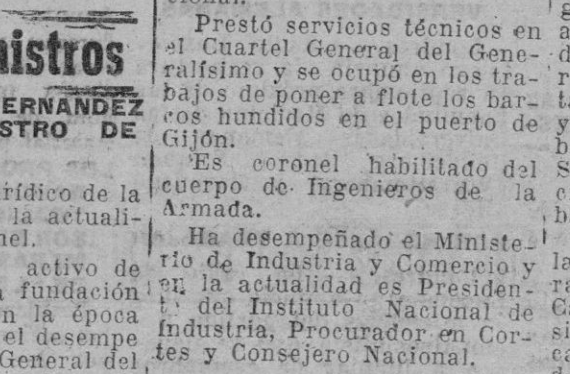 nistros
ERNANDEZ
STRO DE
rídico de la
la actuali-
nel.
activo de
fundación
n la época
el desempe
General del
Prestó servicios técnicos en
el Cuartel General del Gene-
ralísimo y se ocupó en los tra-
bajos de poner a flote los bar-
cos hundidos en el puerto de
Gijón.
Es coronel habilitado del
cuerpo de Ingenieros de la
Armada.
Ha desempeñado el Ministe-
rio de Industria y Comercio y
en la actualidad es Presiden-
t del Instituto Nacional de
Industria, Procurador en Cor-
tes y Consejero Nacional.